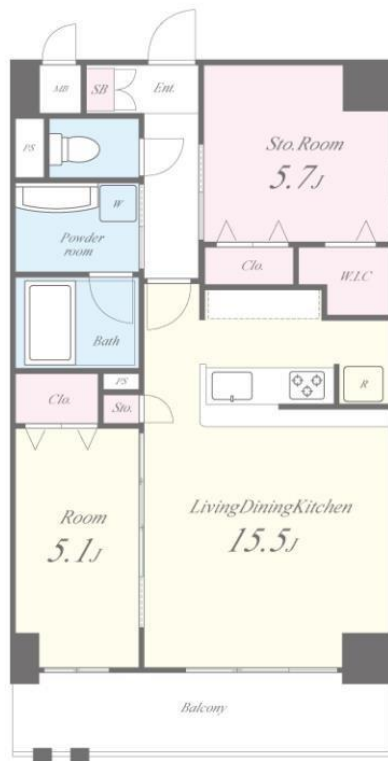 MB
SB
Ent.
PS
Sto.Room
5.7J
W
Powder
room
Clo.
W.I.C
Bath
PS
Clo.
Sto.
R
Room
5.1J
LivingDiningKitchen
15.5J
Balcony